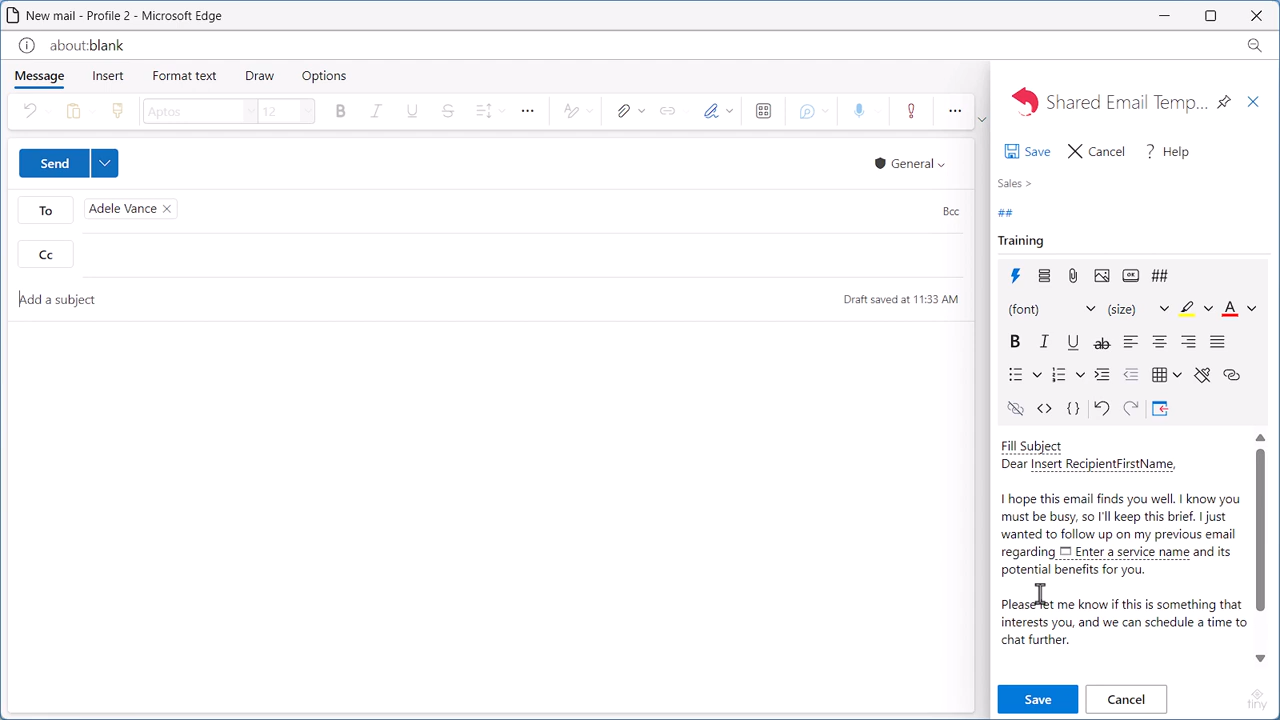 New mail - Profile 2 - Microsoft Edge
about:blank
Message Insert Format text Draw Options
Aptos 12
Send
General
To Adele Vance Bcc
Cc
Add a subject Draft saved at 11:33 AM
Shared Email Temp...
Save Cancel ? Help
Sales >
##
Training
##
(font) (size) A
B I U ab
Fill Subject
Dear Insert RecipientFirstName,
I hope this email finds you well. I know you
must be busy, so I'll keep this brief. I just
wanted to follow up on my previous email
regarding Enter a service name and its
potential benefits for you.
Please let me know if this is something that
interests you, and we can schedule a time to
chat further.
Save Cancel
tiny